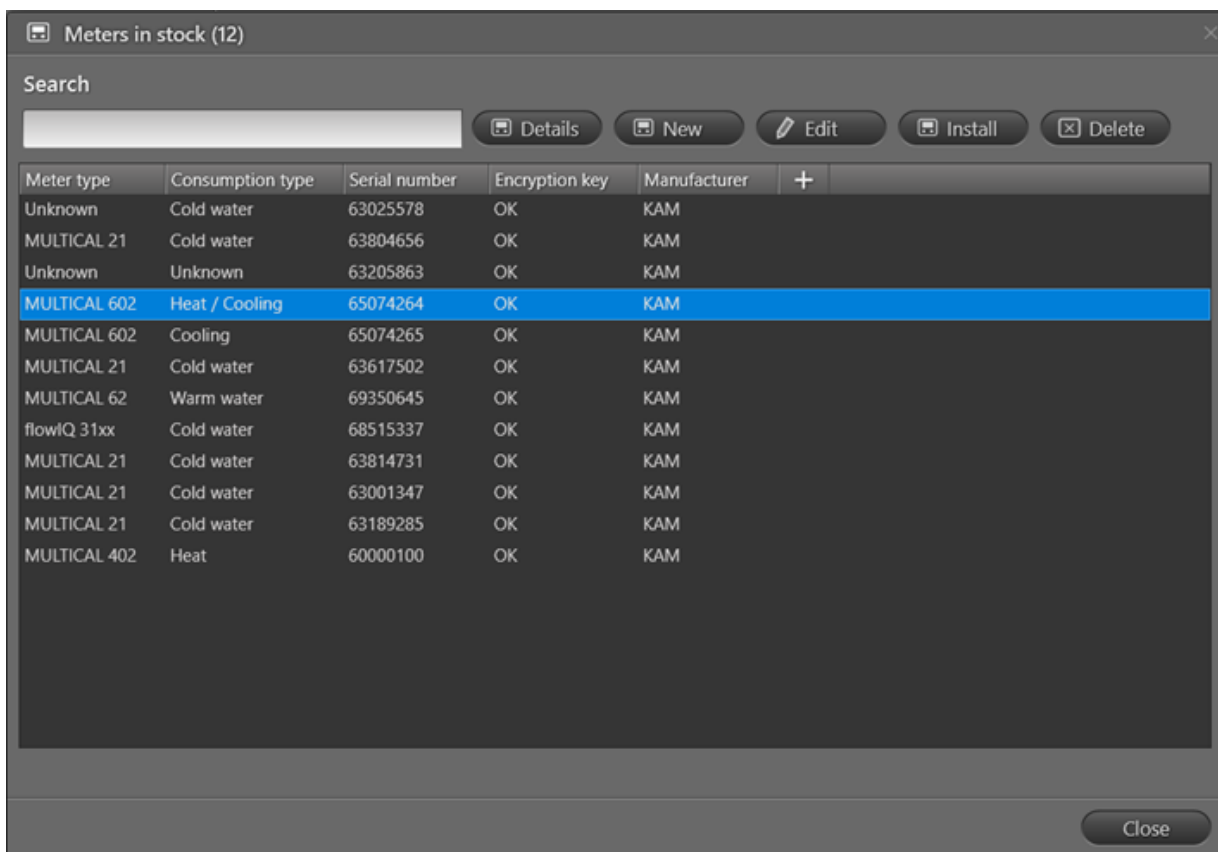 Meters in stock (12)
Search
Details New Edit Install Delete
Meter type Consumption type Serial number Encryption key Manufacturer +
Unknown Cold water 63025578 OK KAM
MULTICAL 21 Cold water 63804656 OK KAM
Unknown Unknown 63205863 OK KAM
MULTICAL 602 Heat / Cooling 65074264 OK KAM
MULTICAL 602 Cooling 65074265 OK KAM
MULTICAL 21 Cold water 63617502 OK KAM
MULTICAL 62 Warm water 69350645 OK KAM
flowIQ 31xx Cold water 68515337 OK KAM
MULTICAL 21 Cold water 63814731 OK KAM
MULTICAL 21 Cold water 63001347 OK KAM
MULTICAL 21 Cold water 63189285 OK KAM
MULTICAL 402 Heat 60000100 OK KAM
Close